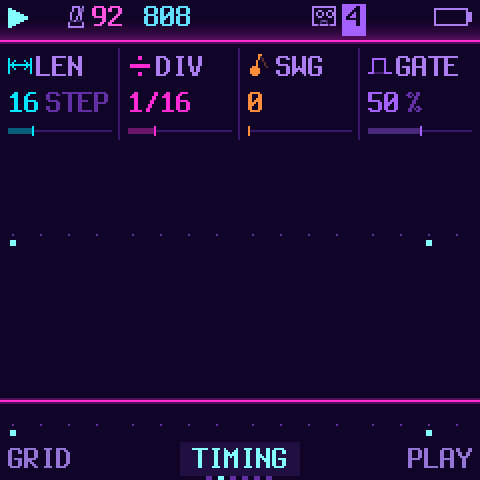 92 808 4
LEN DIV SWG GATE
16 STEP 1/16 0 50 %
GRID TIMING PLAY